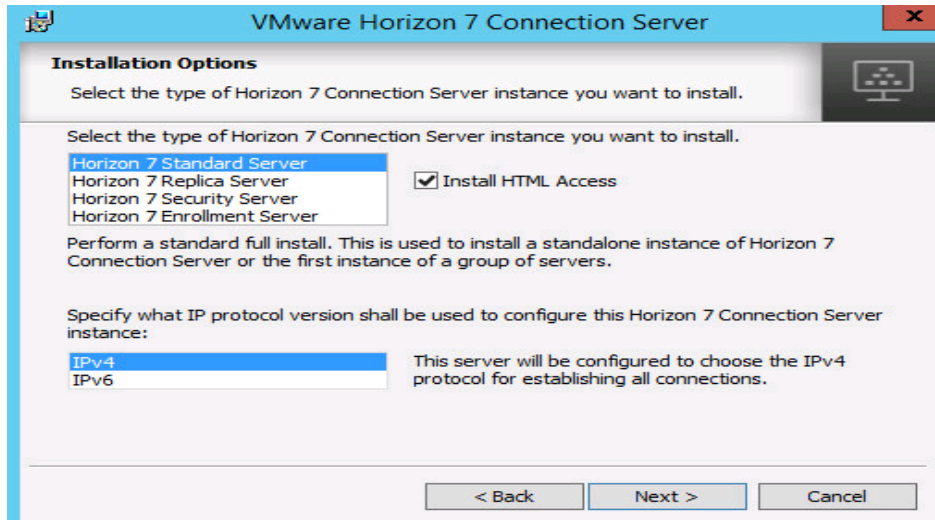 VMware Horizon 7 Connection Server
x
Installation Options
Select the type of Horizon 7 Connection Server instance you want to install.
Select the type of Horizon 7 Connection Server instance you want to install.
Horizon 7 Standard Server
Horizon 7 Replica Server
Horizon 7 Security Server
Horizon 7 Enrollment Server
Install HTML Access
Perform a standard full install. This is used to install a standalone instance of Horizon 7
Connection Server or the first instance of a group of servers.
Specify what IP protocol version shall be used to configure this Horizon 7 Connection Server
instance:
IPv4
IPv6
This server will be configured to choose the IPv4
protocol for establishing all connections.
< Back
Next >
Cancel